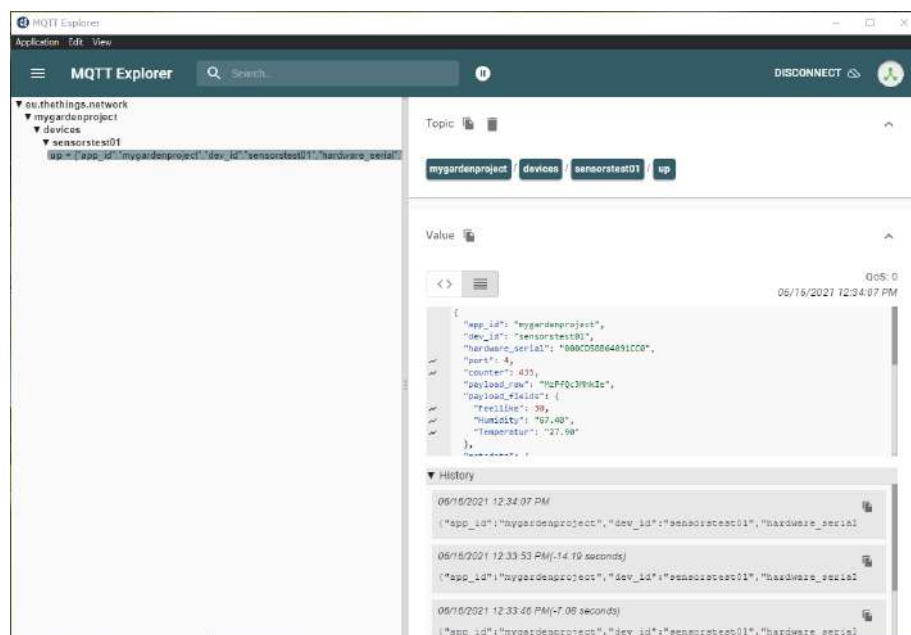 MQTT Explorer
Application Edit View
MQTT Explorer
Search...
DISCONNECT
▼ eu.thethings.network
▼ mygardenproject
▼ devices
▼ sensorstest01
up = {"app_id":"mygardenproject","dev_id":"sensorstest01","hardware_serial":
Topic
mygardenproject / devices / sensorstest01 / up
Value
QoS: 0
06/16/2021 12:34:07 PM
{
"app_id": "mygardenproject",
"dev_id": "sensorstest01",
"port": 4,
"counter": 435,
"payload_fields": {
"Feellike": 30,
"Humidity": "67.40",
"Temperatur": "27.90"
},
"metadata": {
▼ History
06/16/2021 12:34:07 PM
{"app_id":"mygardenproject","dev_id":"sensorstest01","hardware_serial
06/16/2021 12:33:53 PM(-14.19 seconds)
{"app_id":"mygardenproject","dev_id":"sensorstest01","hardware_serial
06/16/2021 12:33:46 PM(-7.08 seconds)
{"app_id":"mygardenproject","dev_id":"sensorstest01","hardware_serial